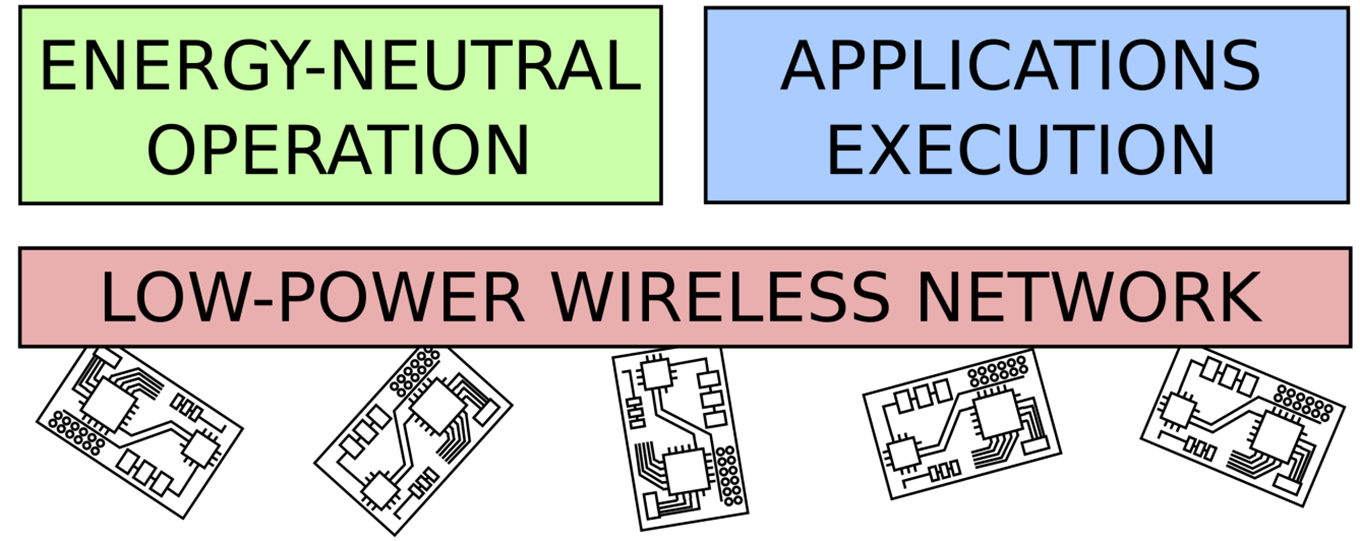 ENERGY-NEUTRAL
OPERATION
APPLICATIONS
EXECUTION
LOW-POWER WIRELESS NETWORK